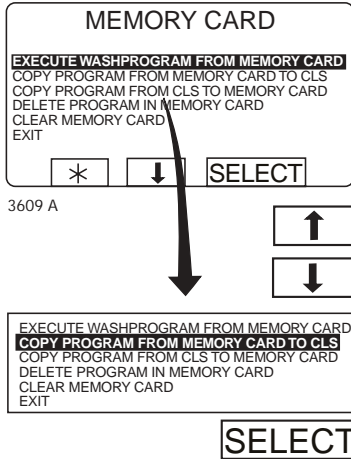 MEMORY CARD
EXECUTE WASHPROGRAM FROM MEMORY CARD
COPY PROGRAM FROM MEMORY CARD TO CLS
COPY PROGRAM FROM CLS TO MEMORY CARD
DELETE PROGRAM IN MEMORY CARD
CLEAR MEMORY CARD
EXIT
SELECT
3609 A
EXECUTE WASHPROGRAM FROM MEMORY CARD
COPY PROGRAM FROM MEMORY CARD TO CLS
COPY PROGRAM FROM CLS TO MEMORY CARD
DELETE PROGRAM IN MEMORY CARD
CLEAR MEMORY CARD
EXIT
SELECT